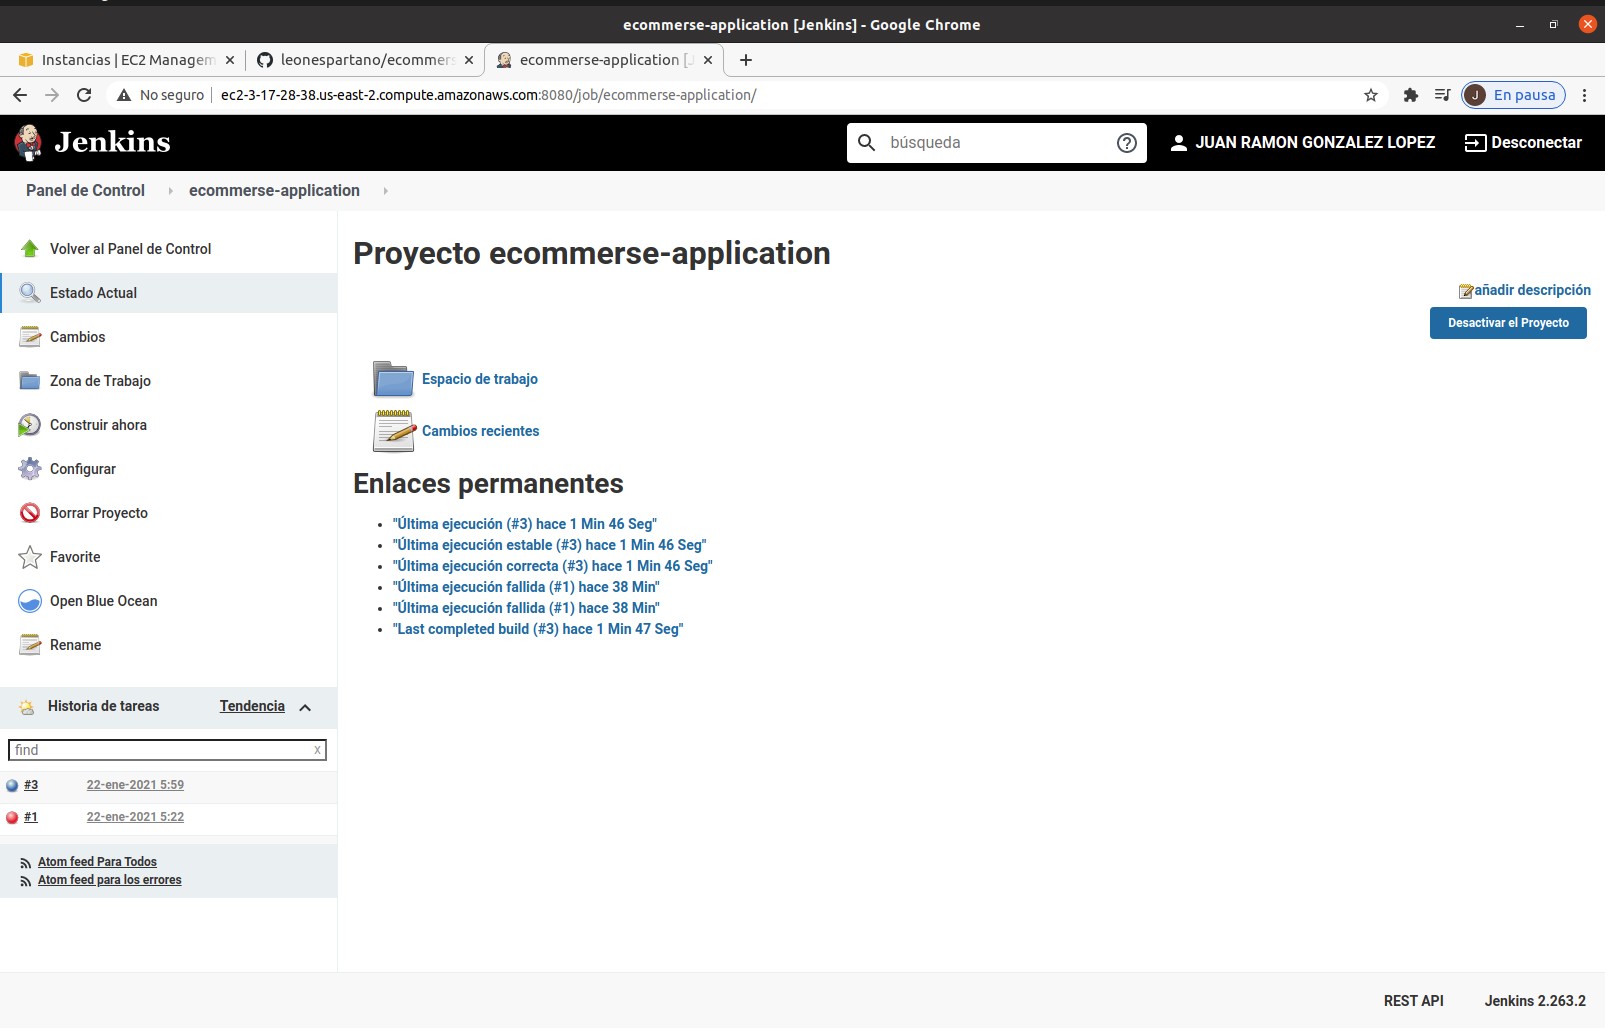 ecommerse-application [Jenkins] - Google Chrome
Instancias | EC2 Managem
leonespartano/ecommers
ecommerse-application [J
No seguro
ec2-3-17-28-38.us-east-2.compute.amazonaws.com:8080/job/ecommerse-application/
J
En pausa
Jenkins
búsqueda
JUAN RAMON GONZALEZ LOPEZ
Desconectar
Panel de Control
ecommerse-application
Volver al Panel de Control
Estado Actual
Cambios
Zona de Trabajo
Construir ahora
Configurar
Borrar Proyecto
Favorite
Open Blue Ocean
Rename
Historia de tareas
Tendencia
find
x
#3
22-ene-2021 5:59
#1
22-ene-2021 5:22
Atom feed Para Todos
Atom feed para los errores
Proyecto ecommerse-application
añadir descripción
Desactivar el Proyecto
Espacio de trabajo
Cambios recientes
Enlaces permanentes
"Última ejecución (#3) hace 1 Min 46 Seg"
"Última ejecución estable (#3) hace 1 Min 46 Seg"
"Última ejecución correcta (#3) hace 1 Min 46 Seg"
"Última ejecución fallida (#1) hace 38 Min"
"Última ejecución fallida (#1) hace 38 Min"
"Last completed build (#3) hace 1 Min 47 Seg"
REST API
Jenkins 2.263.2